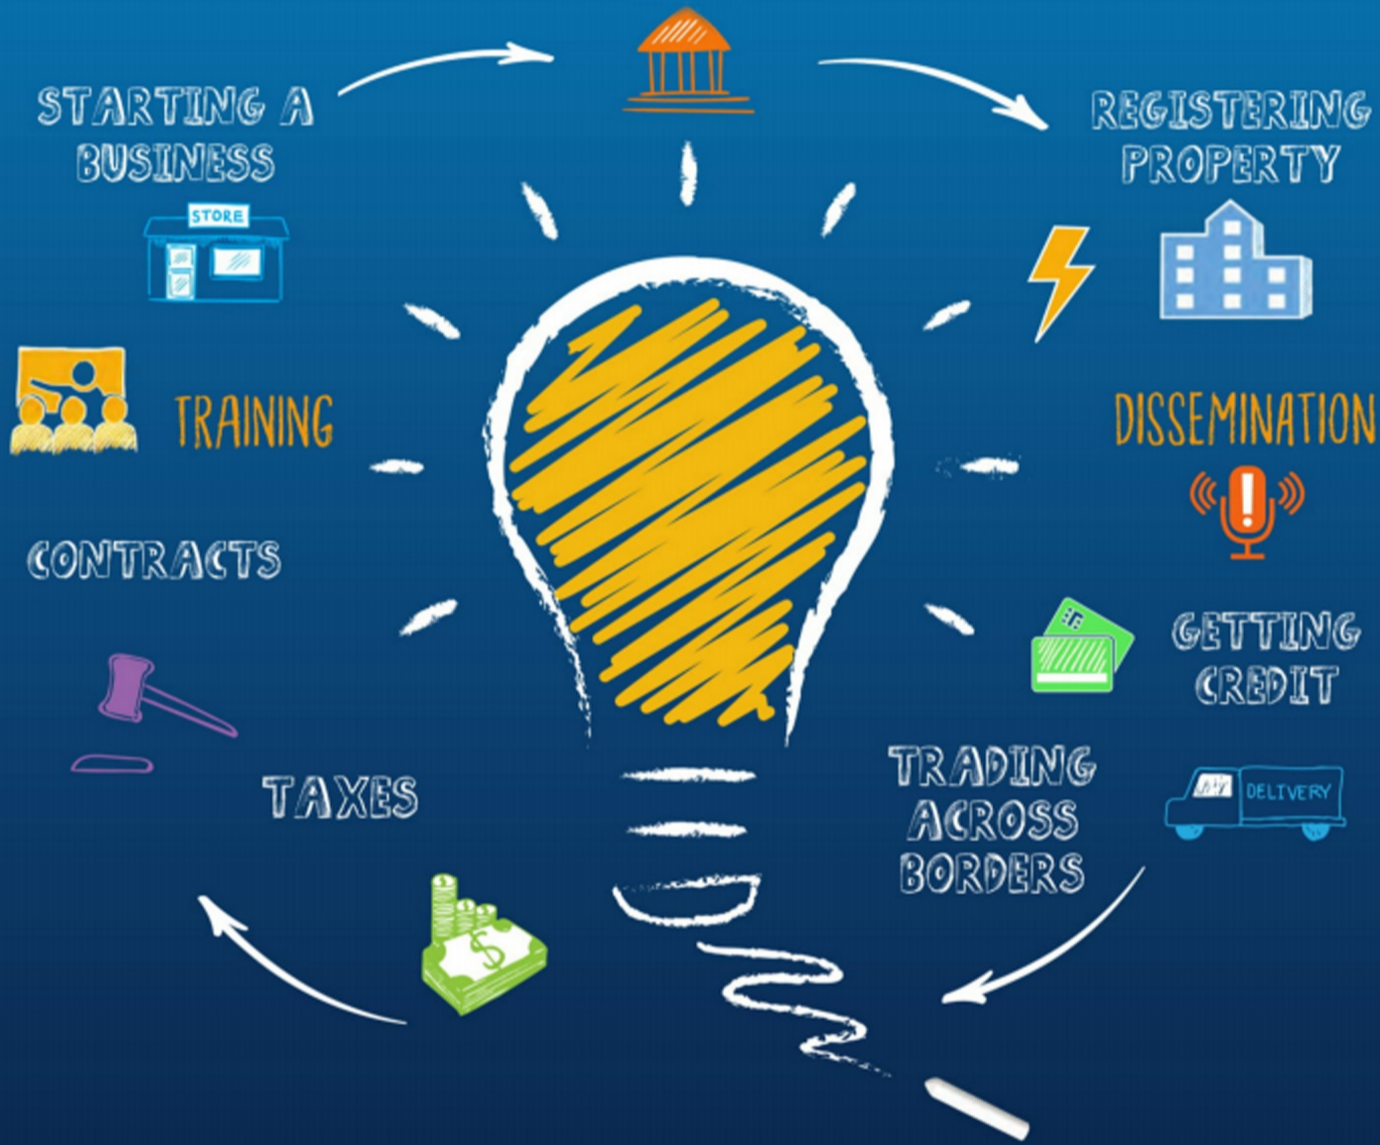 STARTING A
BUSINESS
STORE
TRAINING
CONTRACTS
TAXES
REGISTERING
PROPERTY
DISSEMINATION
GETTING
CREDIT
TRADING
ACROSS
BORDERS
DELIVERY